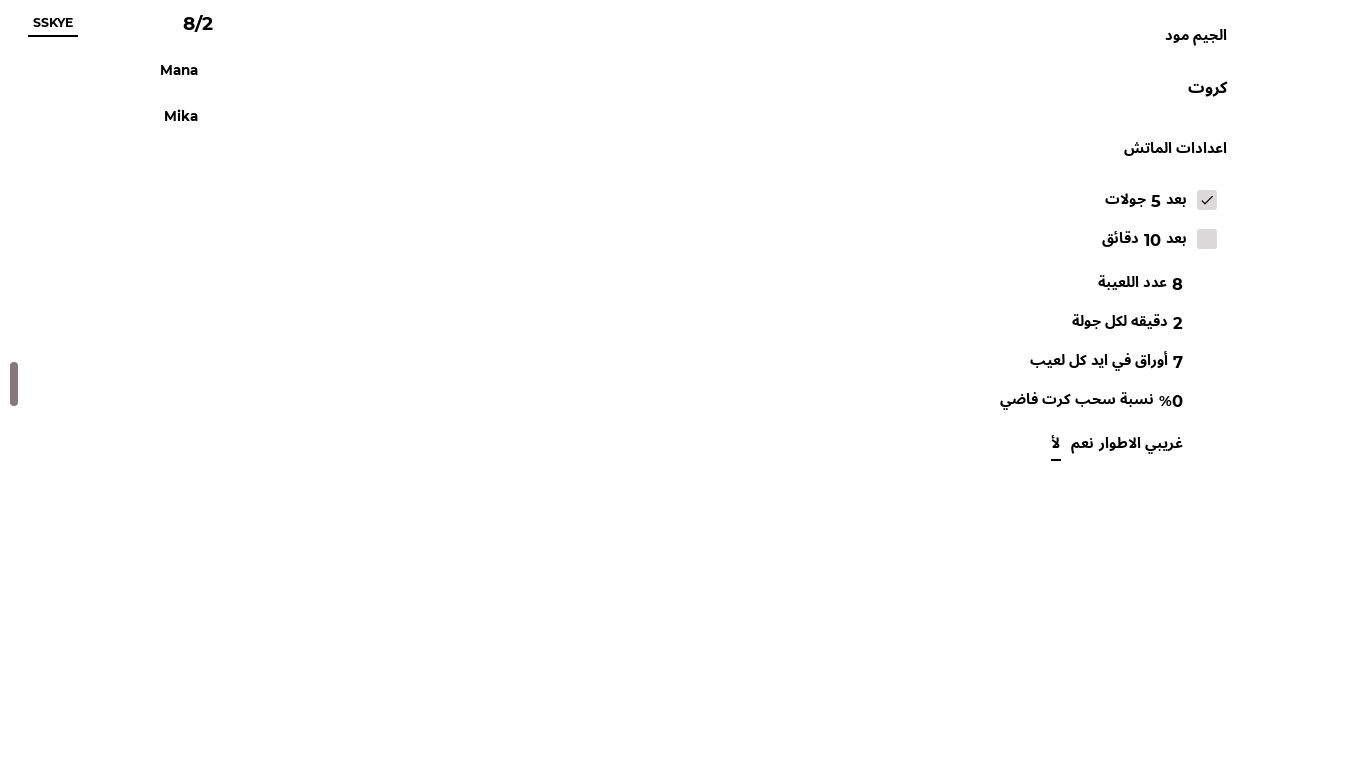 الجيم مود
كروت
اعدادات الماتش
بعد 5 جولات
بعد 10 دقائق
8 عدد اللعيبة
2 دقيقه لكل جولة
7 أوراق في ايد كل لعيب
%0 نسبة سحب كرت فاضي
غريبي الاطوار نعم لأ
8/2
SSKYE
Mana
Mika